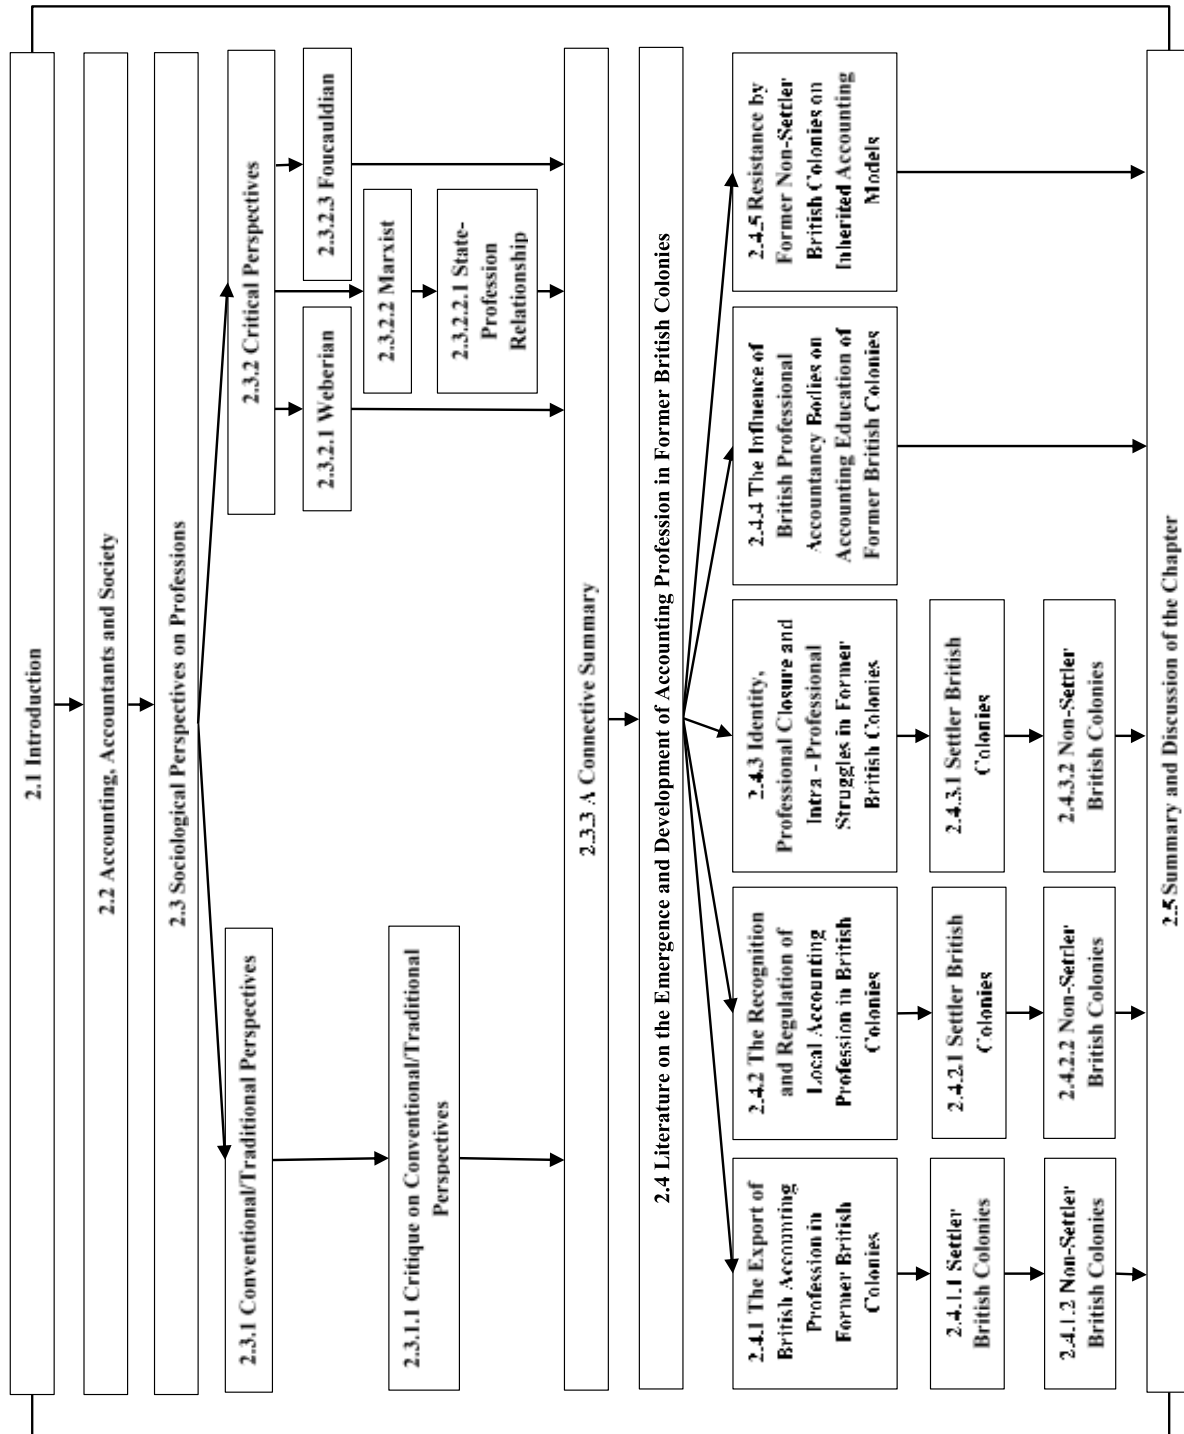 2.1 Introduction
2.2 Accounting, Accountants and Society
2.3 Sociological Perspectives on Professions
2.3.1 Conventional/Traditional Perspectives
2.3.1.1 Critique on Conventional/Traditional
Perspectives
2.3.2 Critical Perspectives
2.3.2.1 Weberian
2.3.2.2 Marxist
2.3.2.2.1 State-
Profession
Relationship
2.3.2.3 Foucauldian
2.3.3 A Connective Summary
2.4 Literature on the Emergence and Development of Accounting Profession in Former British Colonies
2.4.1 The Export of
British Accounting
Profession in
Former British
Colonies
2.4.1.1 Settler
British Colonies
2.4.1.2 Non-Settler
British Colonies
2.4.2 The Recognition
and Regulation of
Local Accounting
Profession in British
Colonies
2.4.2.1 Settler British
Colonies
2.4.2.2 Non-Settler
British Colonies
2.4.3 Identity,
Professional Closure and
Intra - Professional
Struggles in Former
British Colonies
2.4.3.1 Settler British
Colonies
2.4.3.2 Non-Settler
British Colonies
2.4.4 The Influence of
British Professional
Accountancy Bodies on
Accounting Education of
Former British Colonies
2.4.5 Resistance by
Former Non-Settler
British Colonies on
Inherited Accounting
Models
2.5 Summary and Discussion of the Chapter